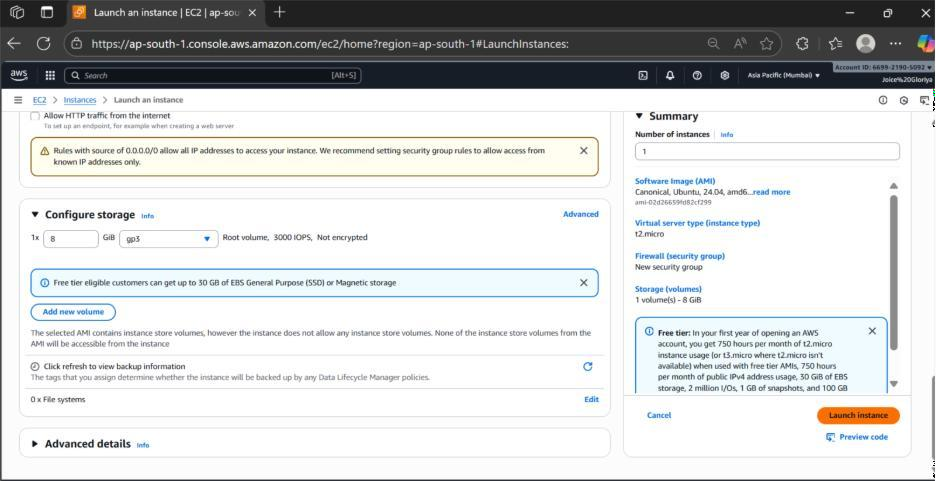 Launch an instance | EC2 | ap-sou
https://ap-south-1.console.aws.amazon.com/ec2/home?region=ap-south-1#LaunchInstances:
aws
Search
[Alt+S]
Asia Pacific (Mumbai)
Account ID: 6699-2190-5092
Joice%20Gloriya
EC2 > Instances > Launch an instance
Allow HTTP traffic from the internet
To set up an endpoint, for example when creating a web server
Rules with source of 0.0.0.0/0 allow all IP addresses to access your instance. We recommend setting security group rules to allow access from
known IP addresses only.
Configure storage Info
Advanced
1x 8 GiB gp3 Root volume, 3000 IOPS, Not encrypted
Free tier eligible customers can get up to 30 GB of EBS General Purpose (SSD) or Magnetic storage
Add new volume
The selected AMI contains instance store volumes, however the instance does not allow any instance store volumes. None of the instance store volumes from the
AMI will be accessible from the instance
Click refresh to view backup information
The tags that you assign determine whether the instance will be backed up by any Data Lifecycle Manager policies.
0 x File systems
Edit
Advanced details Info
Summary
Number of instances Info
1
Software Image (AMI)
Canonical, Ubuntu, 24.04, amd6...read more
ami-02d26659fd82cf299
Virtual server type (instance type)
t2.micro
Firewall (security group)
New security group
Storage (volumes)
1 volume(s) - 8 GiB
Free tier: In your first year of opening an AWS
account, you get 750 hours per month of t2.micro
instance usage (or t3.micro where t2.micro isn't
available) when used with free tier AMIs, 750 hours
per month of public IPv4 address usage, 30 GiB of EBS
storage, 2 million I/Os, 1 GB of snapshots, and 100 GB
Cancel
Launch instance
Preview code